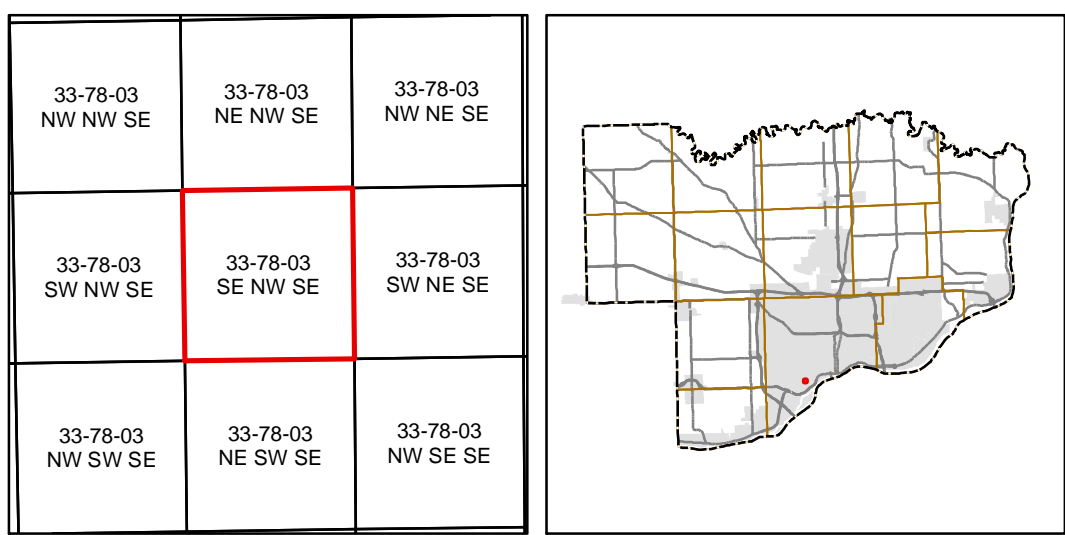 33-78-03
NW NW SE
33-78-03
NE NW SE
33-78-03
NW NE SE
33-78-03
SW NW SE
33-78-03
SE NW SE
33-78-03
SW NE SE
33-78-03
NW SW SE
33-78-03
NE SW SE
33-78-03
NW SE SE